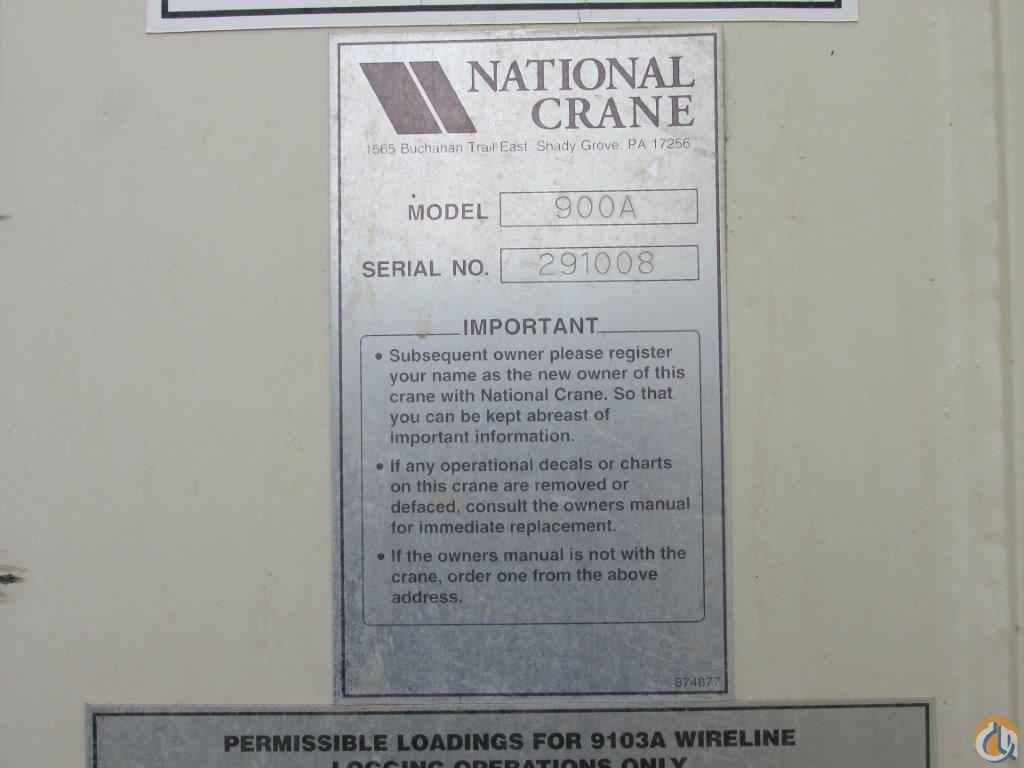 NATIONAL
CRANE
1565 Buchanan Trail East Shady Grove, PA 17256
MODEL 900A
SERIAL NO. 291008
IMPORTANT
• Subsequent owner please register
your name as the new owner of this
crane with National Crane. So that
you can be kept abreast of
important information.
• If any operational decals or charts
on this crane are removed or
defaced, consult the owners manual
for immediate replacement.
• If the owners manual is not with the
crane, order one from the above
address.
874877
PERMISSIBLE LOADINGS FOR 9103A WIRELINE
LOGGING OPERATIONS ONLY